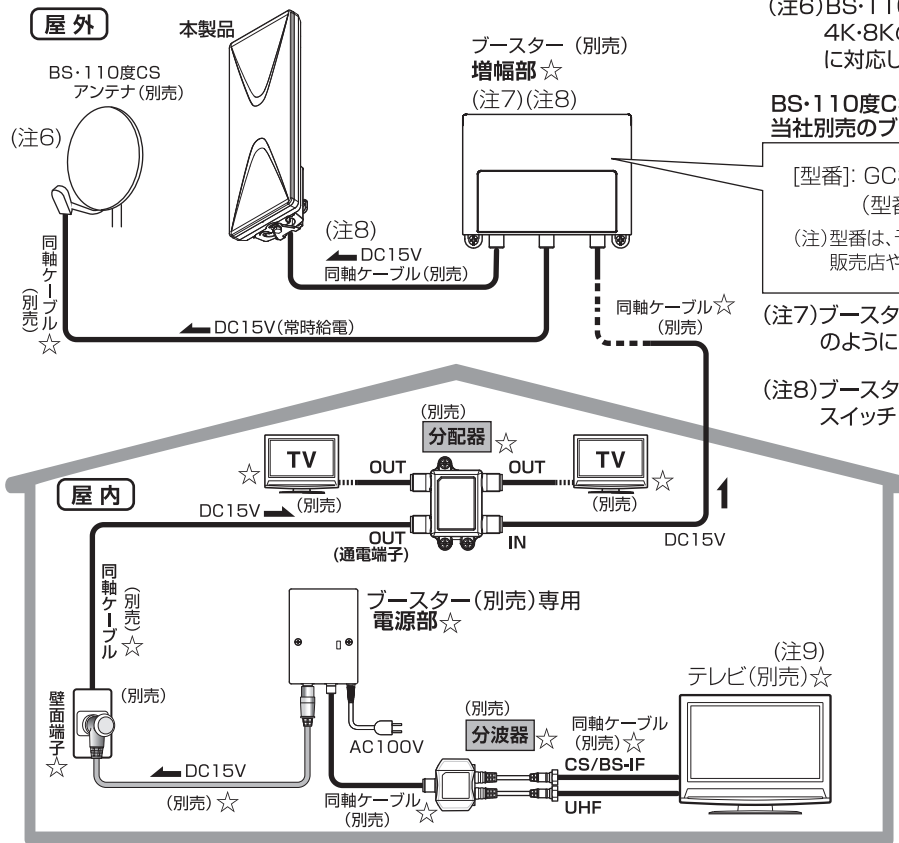 屋外
本製品
BS・110度CS
アンテナ(別売)
(注6)
ブースター (別売)
増幅部☆
(注7)(注8)
(注8)
DC15V
同軸ケーブル(別売)
同軸ケーブル
(別売)
☆
DC15V(常時給電)
同軸ケーブル☆
(別売)
(注6)BS・110
4K・8K
に対応し
BS・110度C
当社別売のブ
[型番]: GC
(型番
(注)型番は、
販売店や
(注7)ブースタ
のように
(注8)ブースタ
スイッチ
屋内
(別売)
分配器☆
☆ TV
(別売)
OUT
OUT
TV ☆
(別売)
DC15V
OUT
(通電端子)
IN
DC15V
同軸ケーブル
(別売)
☆
ブースター(別売)専用
電源部☆
壁面端子☆
(別売)
AC100V
DC15V
(別売)☆
同軸ケーブル
(別売)☆
(別売)
分波器☆
同軸ケーブル
(別売)☆
CS/BS-IF
UHF
(注9)
テレビ(別売)☆